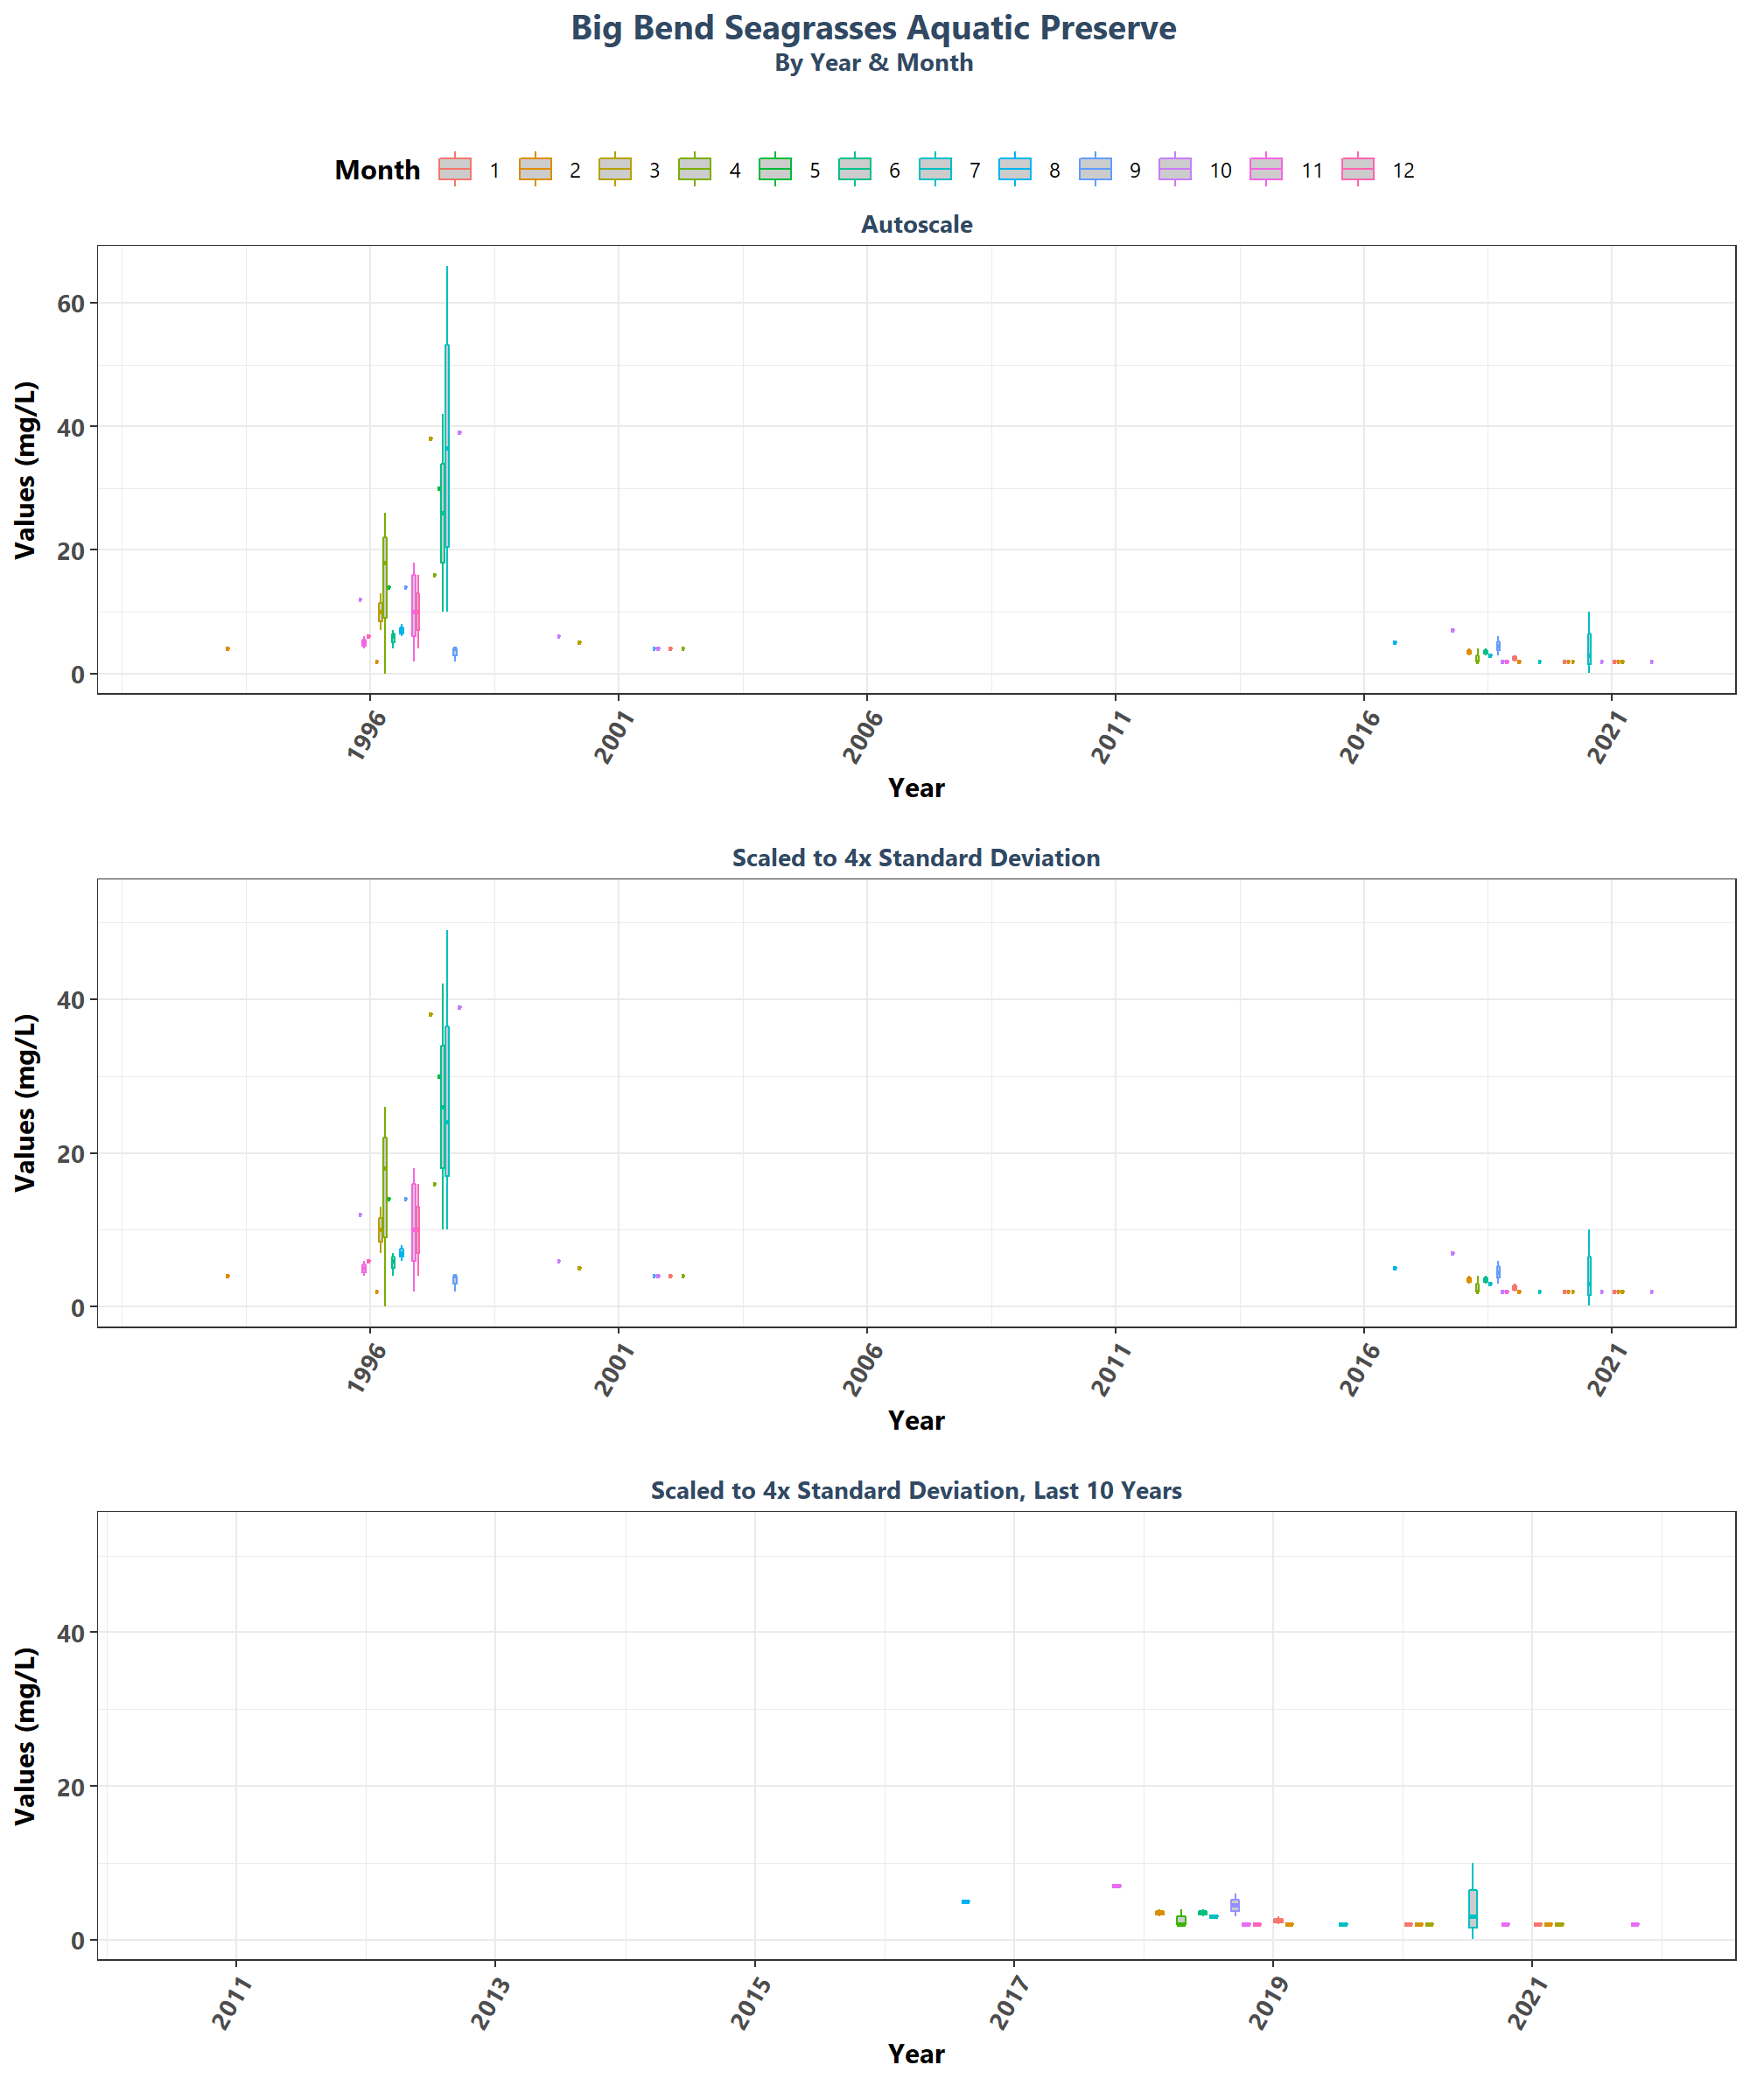 Big Bend Seagrasses Aquatic Preserve
By Year & Month
Month 1 2 3 4 5 6 7 8 9 10 11 12
Autoscale
Values (mg/L)
60
40
20
0
1996 2001 2006 2011 2016 2021
Year
Scaled to 4x Standard Deviation
Values (mg/L)
40
20
0
1996 2001 2006 2011 2016 2021
Year
Scaled to 4x Standard Deviation, Last 10 Years
Values (mg/L)
40
20
0
2011 2013 2015 2017 2019 2021
Year